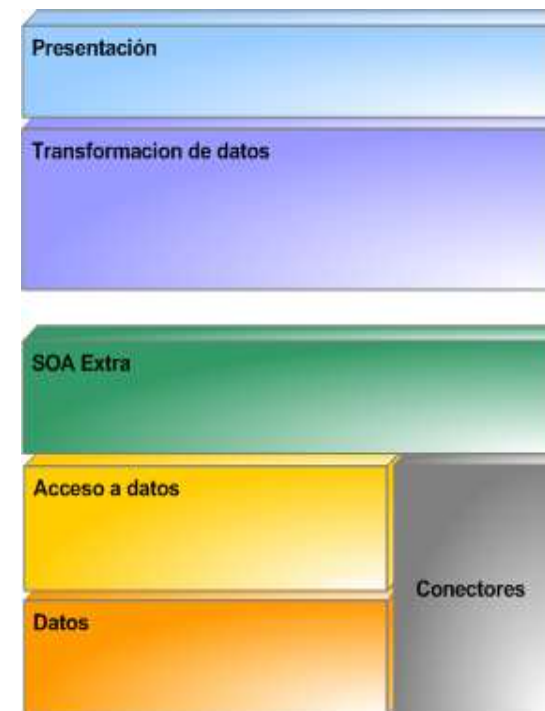 Presentación
Transformacion de datos
SOA Extra
Acceso a datos
Conectores
Datos